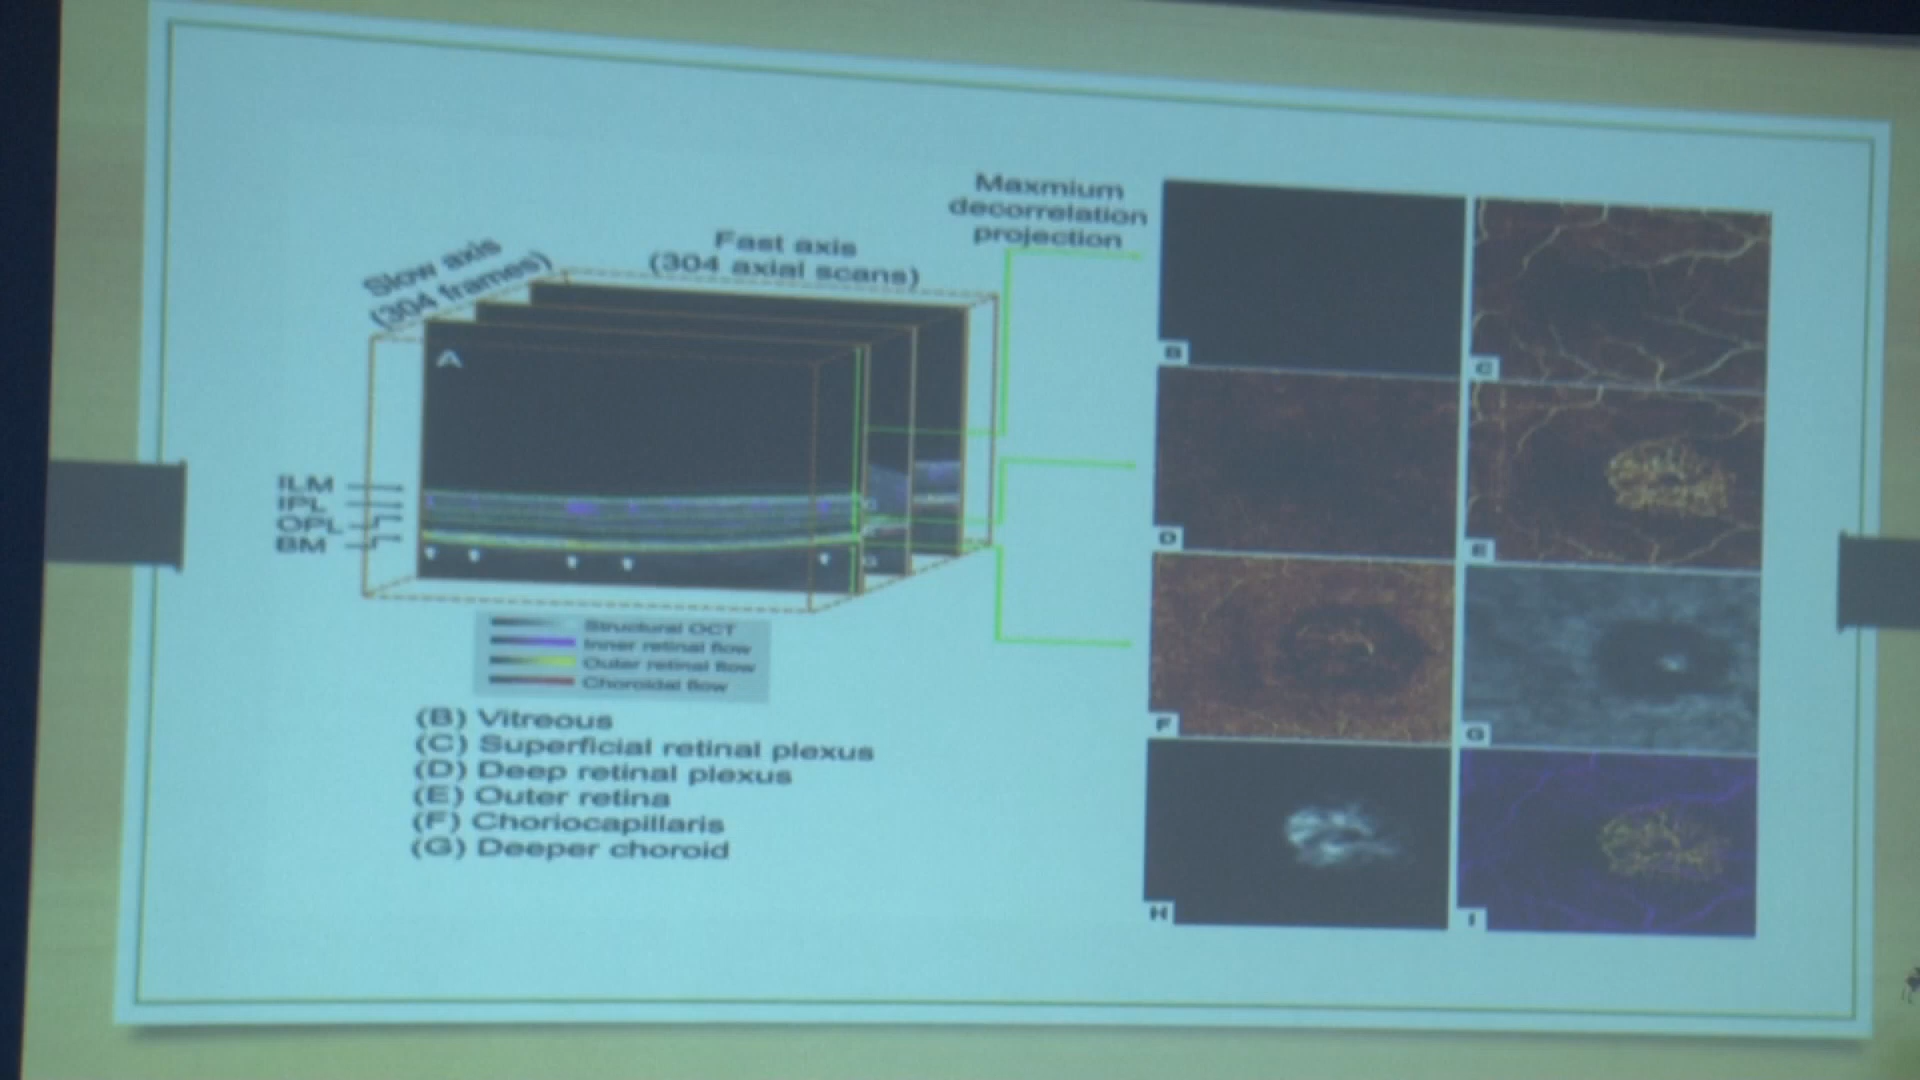 Maxmium
decorrelation
projection
Fast axis
(304 axial scans)
Slow axis
(304 frames)
A
ILM
IPL
OPL
BM
Structural OCT
Inner retinal flow
Outer retinal flow
Choroidal flow
(B) Vitreous
(C) Superficial retinal plexus
(D) Deep retinal plexus
(E) Outer retina
(F) Choriocapillaris
(G) Deeper choroid
B
C
D
E
F
G
H
I